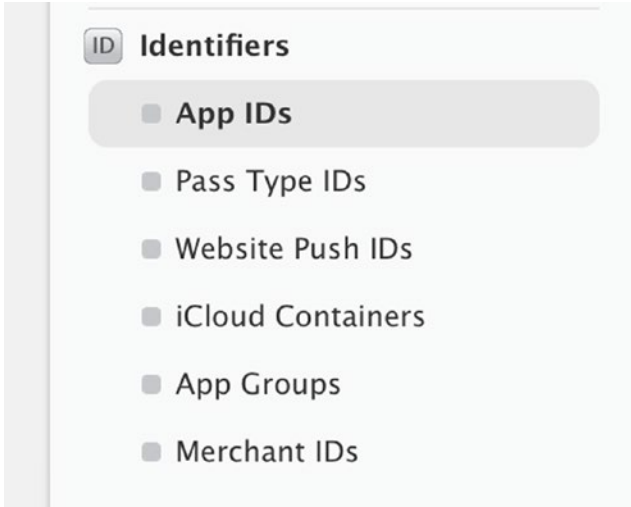 ID Identifiers
App IDs
Pass Type IDs
Website Push IDs
iCloud Containers
App Groups
Merchant IDs